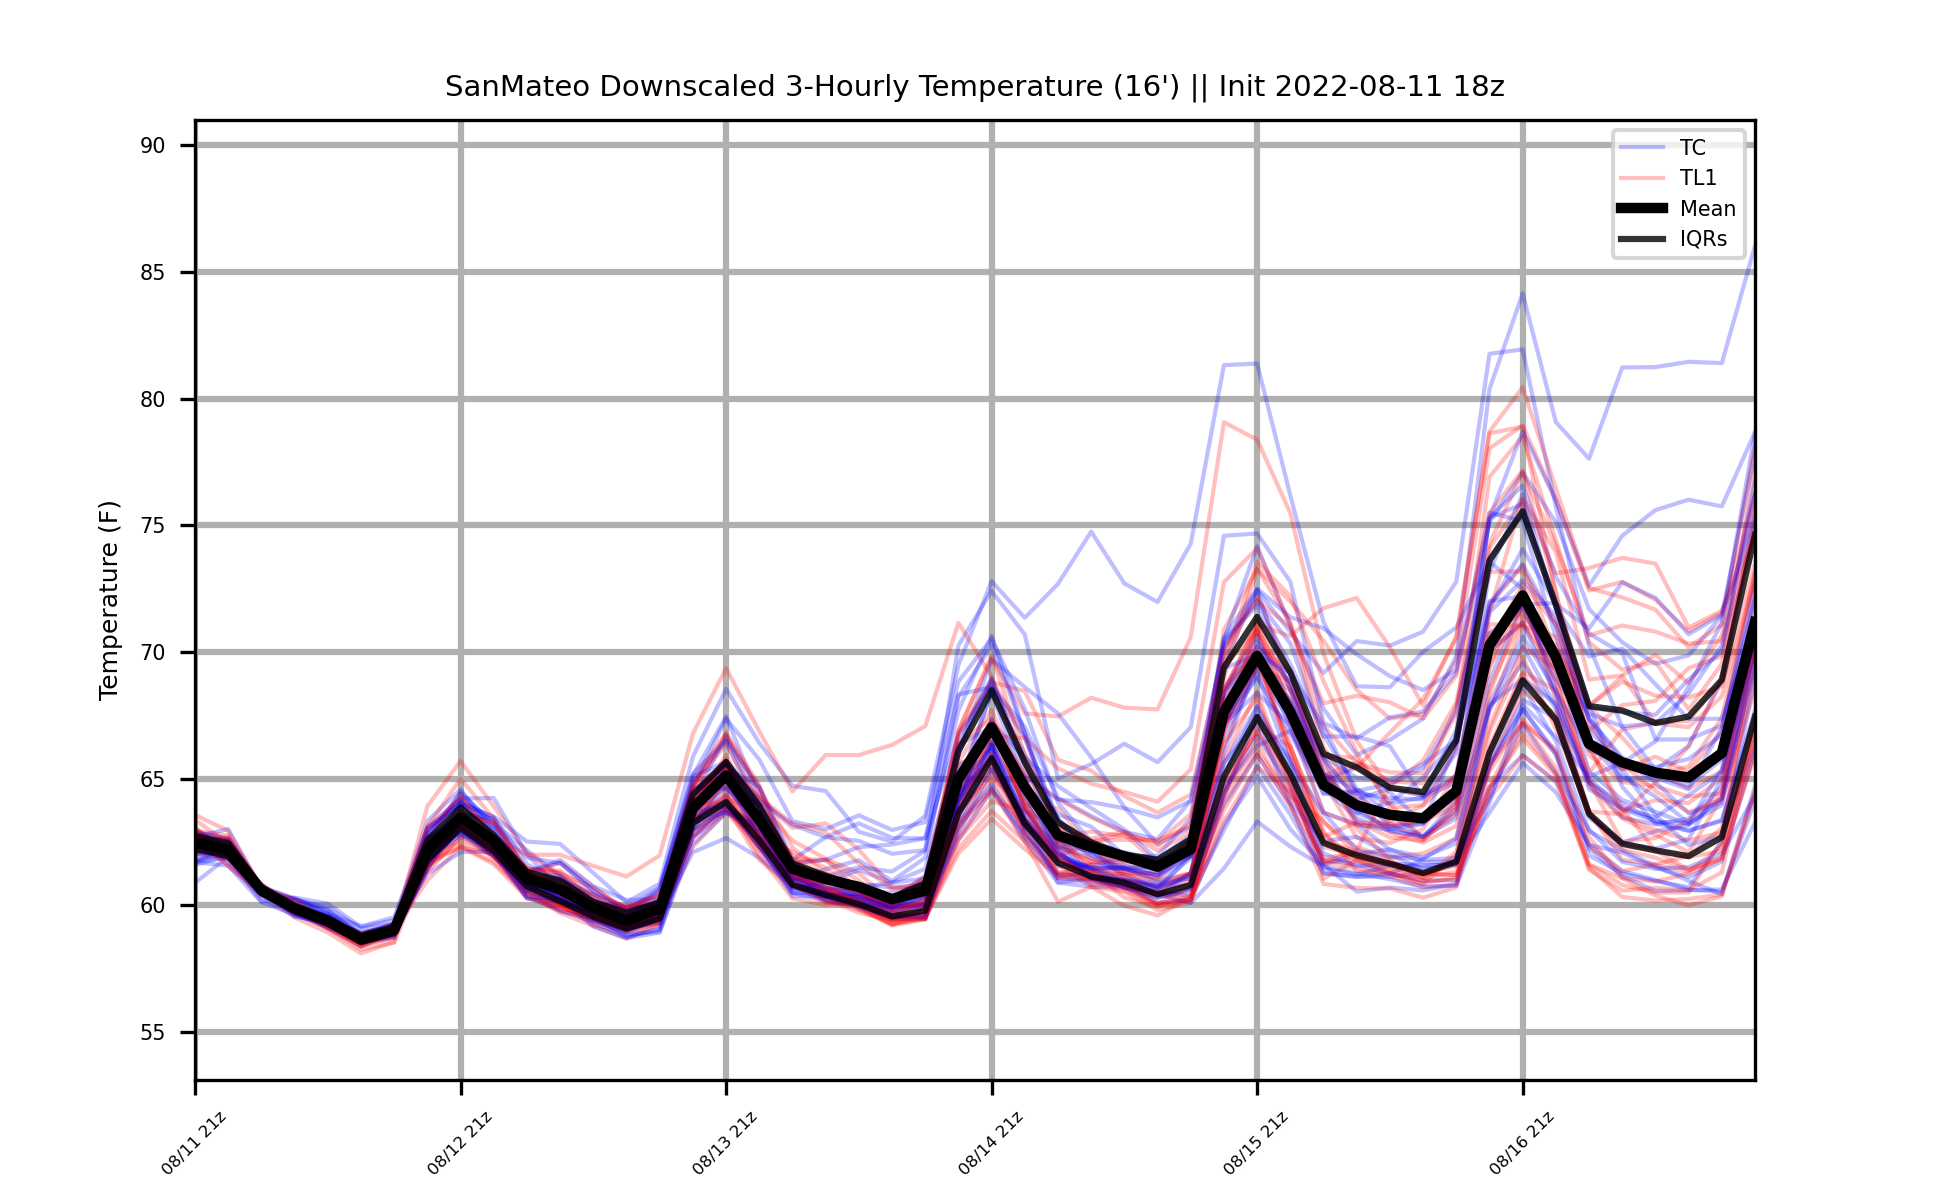 SanMateo Downscaled 3-Hourly Temperature (16') || Init 2022-08-11 18z
TC
TL1
Mean
IQRs
Temperature (F)
90
85
80
75
70
65
60
55
08/11 21z
08/12 21z
08/13 21z
08/14 21z
08/15 21z
08/16 21z